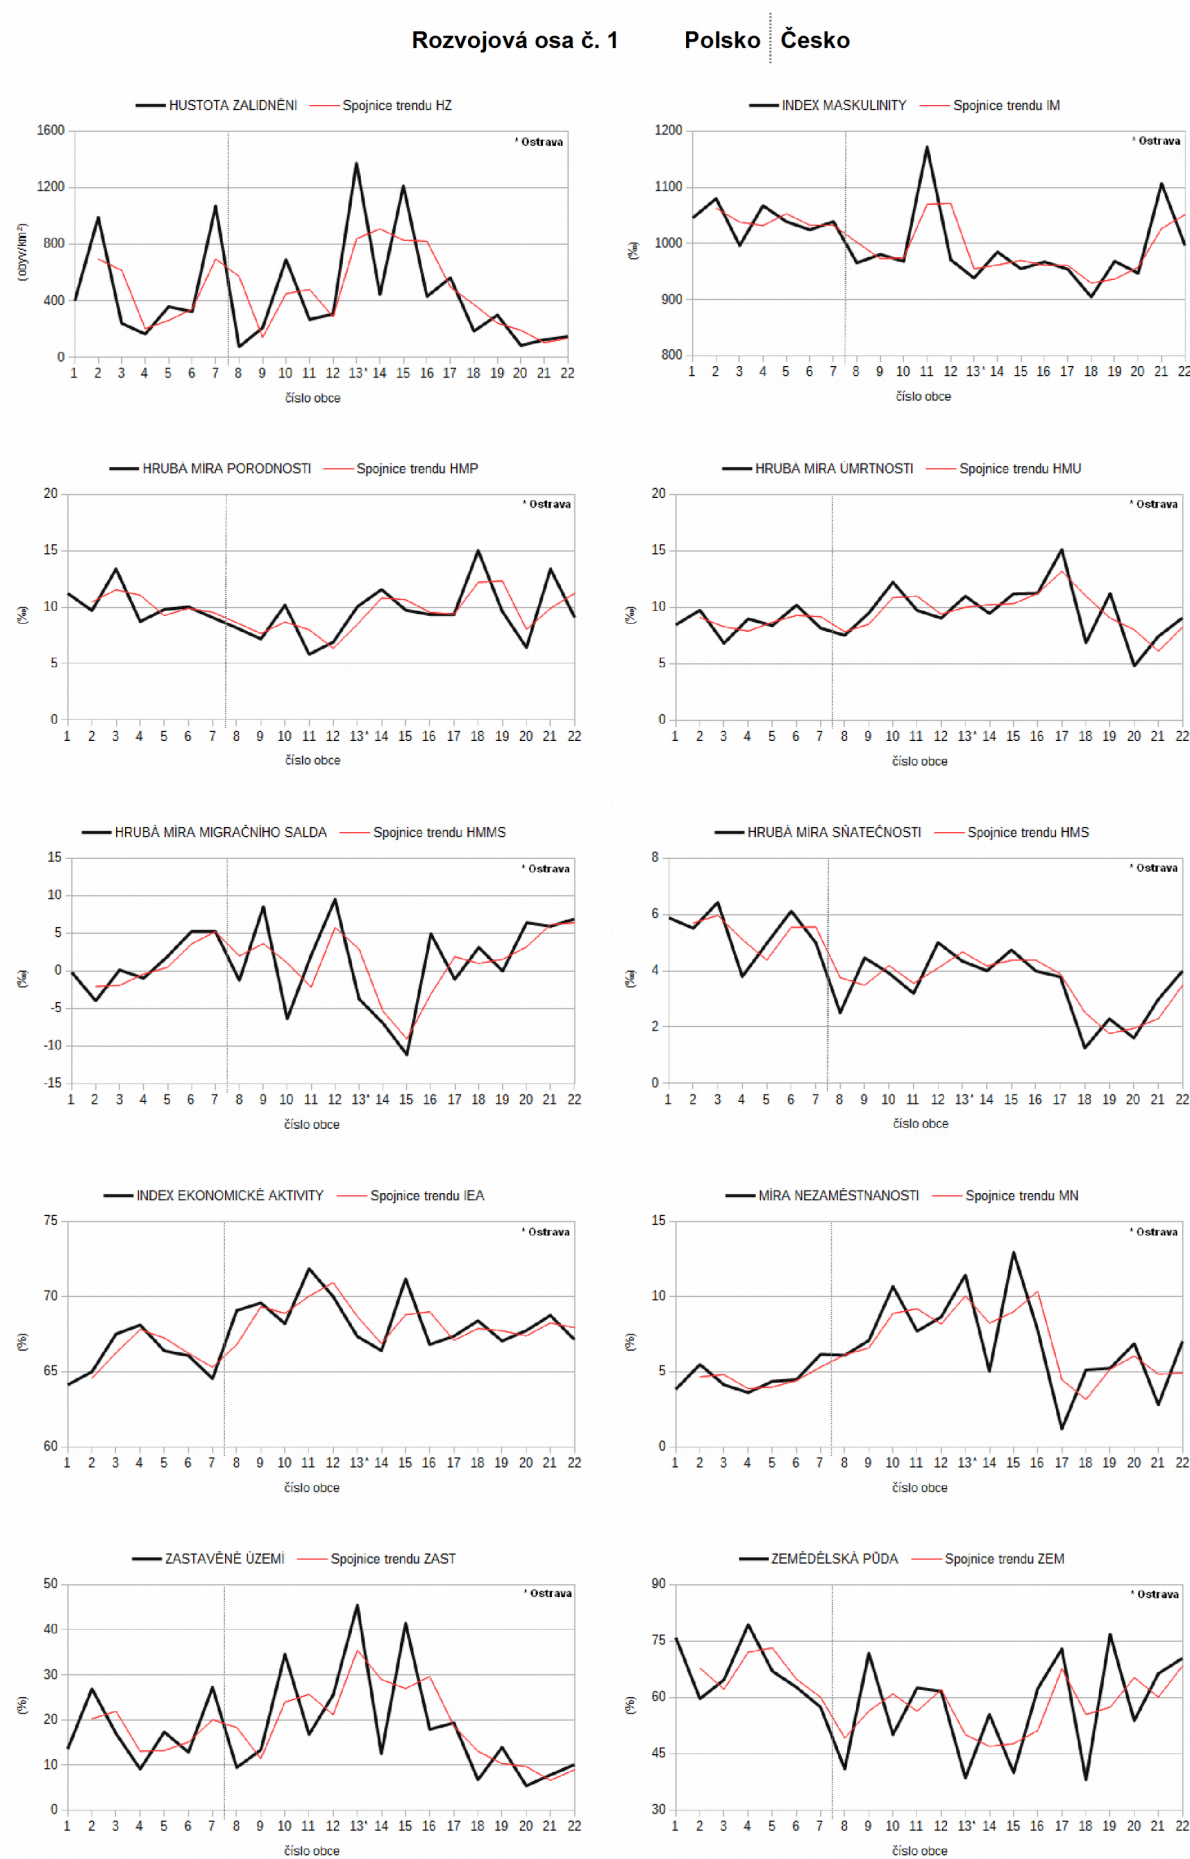 Rozvojová osa č. 1 Polsko Česko
HUSTOTA ZALIDNĚNÍ Spojnice trendu HZ
* Ostrava
1600
1200
800
400
0
(obyv/km²)
1 2 3 4 5 6 7 8 9 10 11 12 13* 14 15 16 17 18 19 20 21 22
číslo obce
INDEX MASKULINITY Spojnice trendu IM
* Ostrava
1200
1100
1000
900
800
(‰)
1 2 3 4 5 6 7 8 9 10 11 12 13* 14 15 16 17 18 19 20 21 22
číslo obce
HRUBÁ MÍRA PORODNOSTI Spojnice trendu HMP
* Ostrava
20
15
10
5
0
(‰)
1 2 3 4 5 6 7 8 9 10 11 12 13* 14 15 16 17 18 19 20 21 22
číslo obce
HRUBÁ MÍRA ÚMRTNOSTI Spojnice trendu HMU
* Ostrava
20
15
10
5
0
(‰)
1 2 3 4 5 6 7 8 9 10 11 12 13* 14 15 16 17 18 19 20 21 22
číslo obce
HRUBÁ MÍRA MIGRAČNÍHO SALDA Spojnice trendu HMMS
* Ostrava
15
10
5
0
-5
-10
-15
(‰)
1 2 3 4 5 6 7 8 9 10 11 12 13* 14 15 16 17 18 19 20 21 22
číslo obce
HRUBÁ MÍRA SŇATEČNOSTI Spojnice trendu HMS
* Ostrava
8
6
4
2
0
(‰)
1 2 3 4 5 6 7 8 9 10 11 12 13* 14 15 16 17 18 19 20 21 22
číslo obce
INDEX EKONOMICKÉ AKTIVITY Spojnice trendu IEA
* Ostrava
75
70
65
60
(%)
1 2 3 4 5 6 7 8 9 10 11 12 13* 14 15 16 17 18 19 20 21 22
číslo obce
MÍRA NEZAMĚSTNANOSTI Spojnice trendu MN
* Ostrava
15
10
5
0
(%)
1 2 3 4 5 6 7 8 9 10 11 12 13* 14 15 16 17 18 19 20 21 22
číslo obce
ZASTAVĚNÉ ÚZEMÍ Spojnice trendu ZAST
* Ostrava
50
40
30
20
10
0
(%)
1 2 3 4 5 6 7 8 9 10 11 12 13* 14 15 16 17 18 19 20 21 22
číslo obce
ZEMĚDĚLSKÁ PŮDA Spojnice trendu ZEM
* Ostrava
90
75
60
45
30
(%)
1 2 3 4 5 6 7 8 9 10 11 12 13* 14 15 16 17 18 19 20 21 22
číslo obce